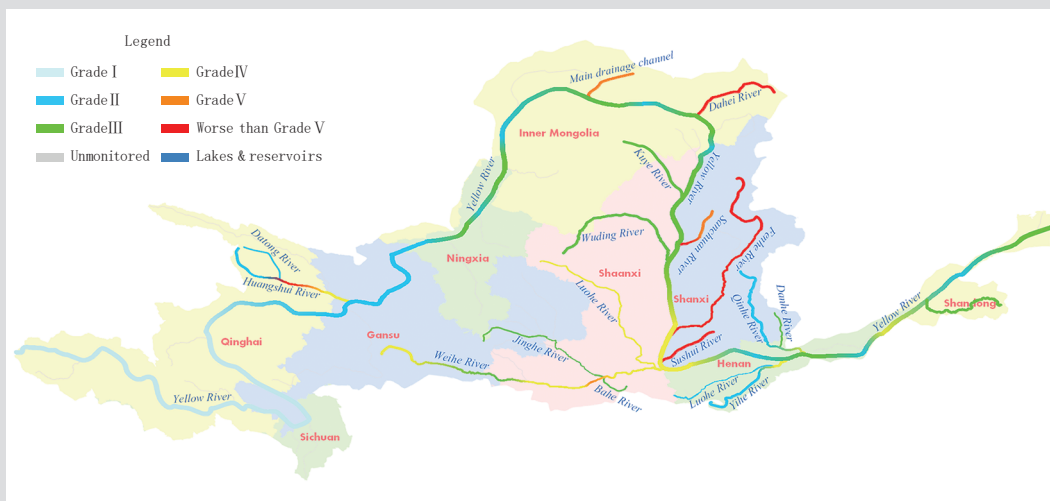 Legend
Grade Ⅰ
GradeⅣ
Grade Ⅱ
Grade Ⅴ
GradeⅢ
Worse than Grade Ⅴ
Unmonitored
Lakes & reservoirs
Main drainage channel
Dahei River
Inner Mongolia
Kuye River
Yellow River
Yellow River
Sanchuan River
Fenhe River
Wuding River
Datong River
Huangshui River
Ningxia
Shaanxi
Luohe River
Shanxi
Qinhe River
Danhe River
Yellow River
Shandong
Qinghai
Gansu
Jinghe River
Weihe River
Sushui River
Henan
Bahe River
Luohe River
Yihe River
Yellow River
Sichuan